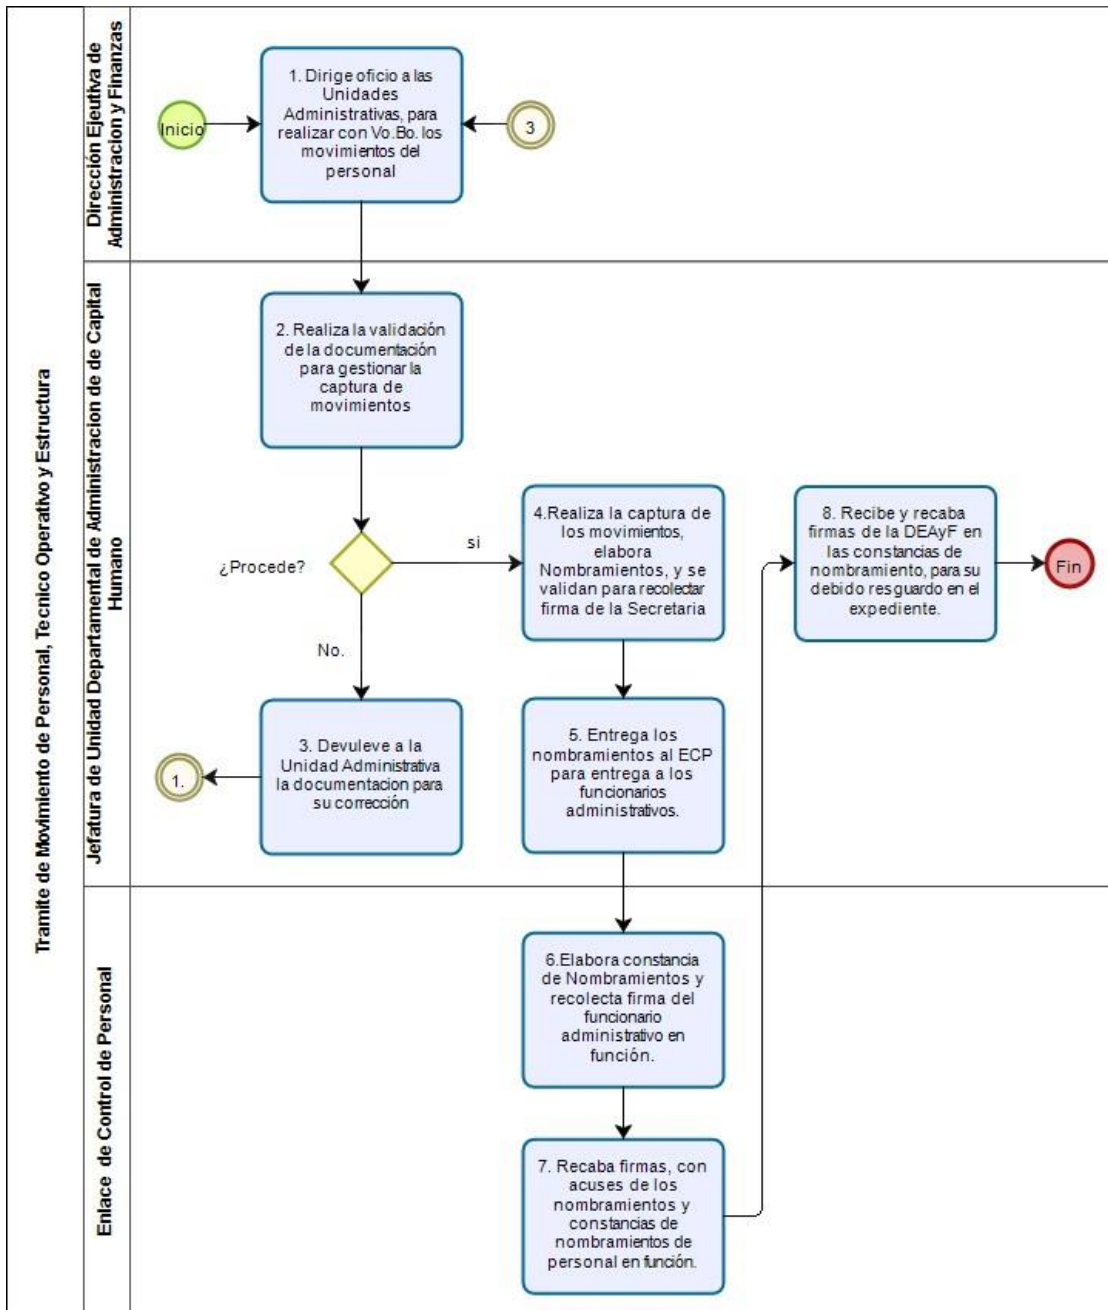 Tramite de Movimiento de Personal, Tecnico Operativo y Estructura
Dirección Ejeutiva de
Administracion y Finanzas
Inicio
1. Dirige oficio a las
Unidades
Administrativas, para
realizar con Vo.Bo. los
movimientos del
personal
3
Jefatura de Unidad Departamental de Administracion de de Capital
Humano
2. Realiza la validación
de la documentación
para gestionar la
captura de
movimientos
¿Procede?
si
No.
4.Realiza la captura de
los movimientos,
elabora
Nombramientos, y se
validan para recolectar
firma de la Secretaria
8. Recibe y recaba
firmas de la DEAyF en
las constancias de
nombramiento, para su
debido resguardo en el
expediente.
Fin
3. Devuleve a la
Unidad Administrativa
la documentacion para
su corrección
1.
5. Entrega los
nombramientos al ECP
para entrega a los
funcionarios
administrativos.
Enlace de Control de Personal
6.Elabora constancia
de Nombramientos y
recolecta firma del
funcionario
administrativo en
función.
7. Recaba firmas, con
acuses de los
nombramientos y
constancias de
nombramientos de
personal en función.